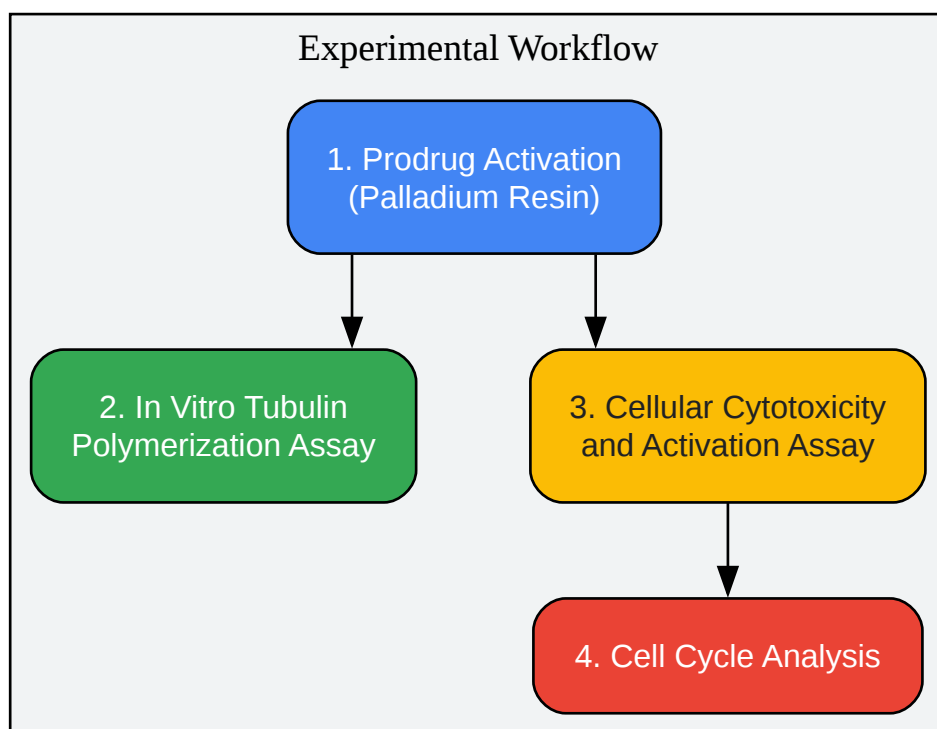 Experimental Workflow
1. Prodrug Activation
(Palladium Resin)
2. In Vitro Tubulin
Polymerization Assay
3. Cellular Cytotoxicity
and Activation Assay
4. Cell Cycle Analysis